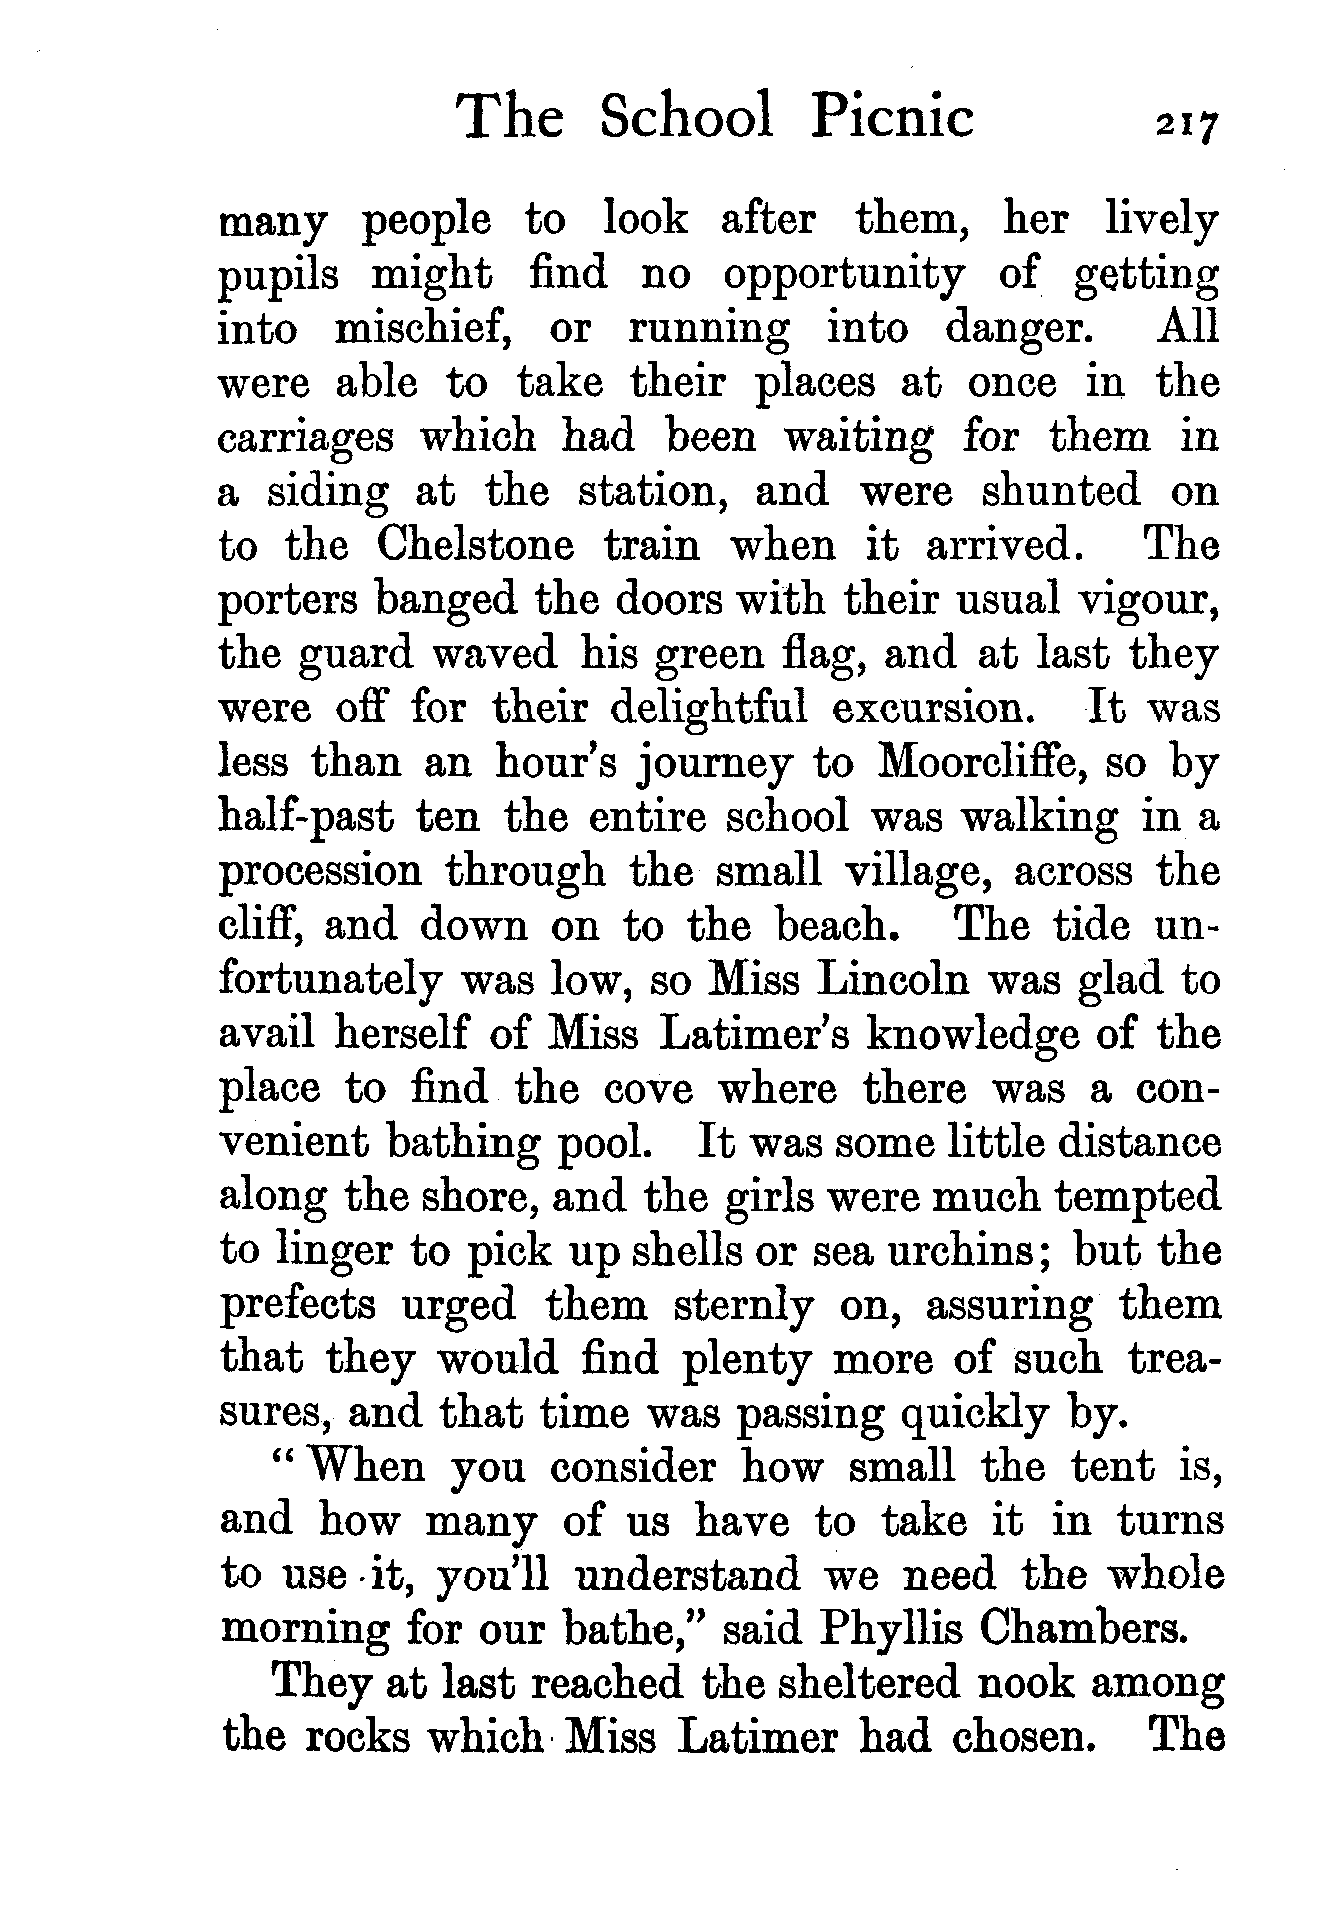 The School Picnic 217
many people to look after them, her lively
pupils might find no opportunity of getting
into mischief, or running into danger. All
were able to take their places at once in the
carriages which had been waiting for them in
a siding at the station, and were shunted on
to the Chelstone train when it arrived. The
porters banged the doors with their usual vigour,
the guard waved his green flag, and at last they
were off for their delightful excursion. It was
less than an hour's journey to Moorcliffe, so by
half-past ten the entire school was walking in a
procession through the small village, across the
cliff, and down on to the beach. The tide un-
fortunately was low, so Miss Lincoln was glad to
avail herself of Miss Latimer's knowledge of the
place to find the cove where there was a con-
venient bathing pool. It was some little distance
along the shore, and the girls were much tempted
to linger to pick up shells or sea urchins; but the
prefects urged them sternly on, assuring them
that they would find plenty more of such trea-
sures, and that time was passing quickly by.
“When you consider how small the tent is,
and how many of us have to take it in turns
to use it, you'll understand we need the whole
morning for our bathe,” said Phyllis Chambers.
They at last reached the sheltered nook among
the rocks which Miss Latimer had chosen. The